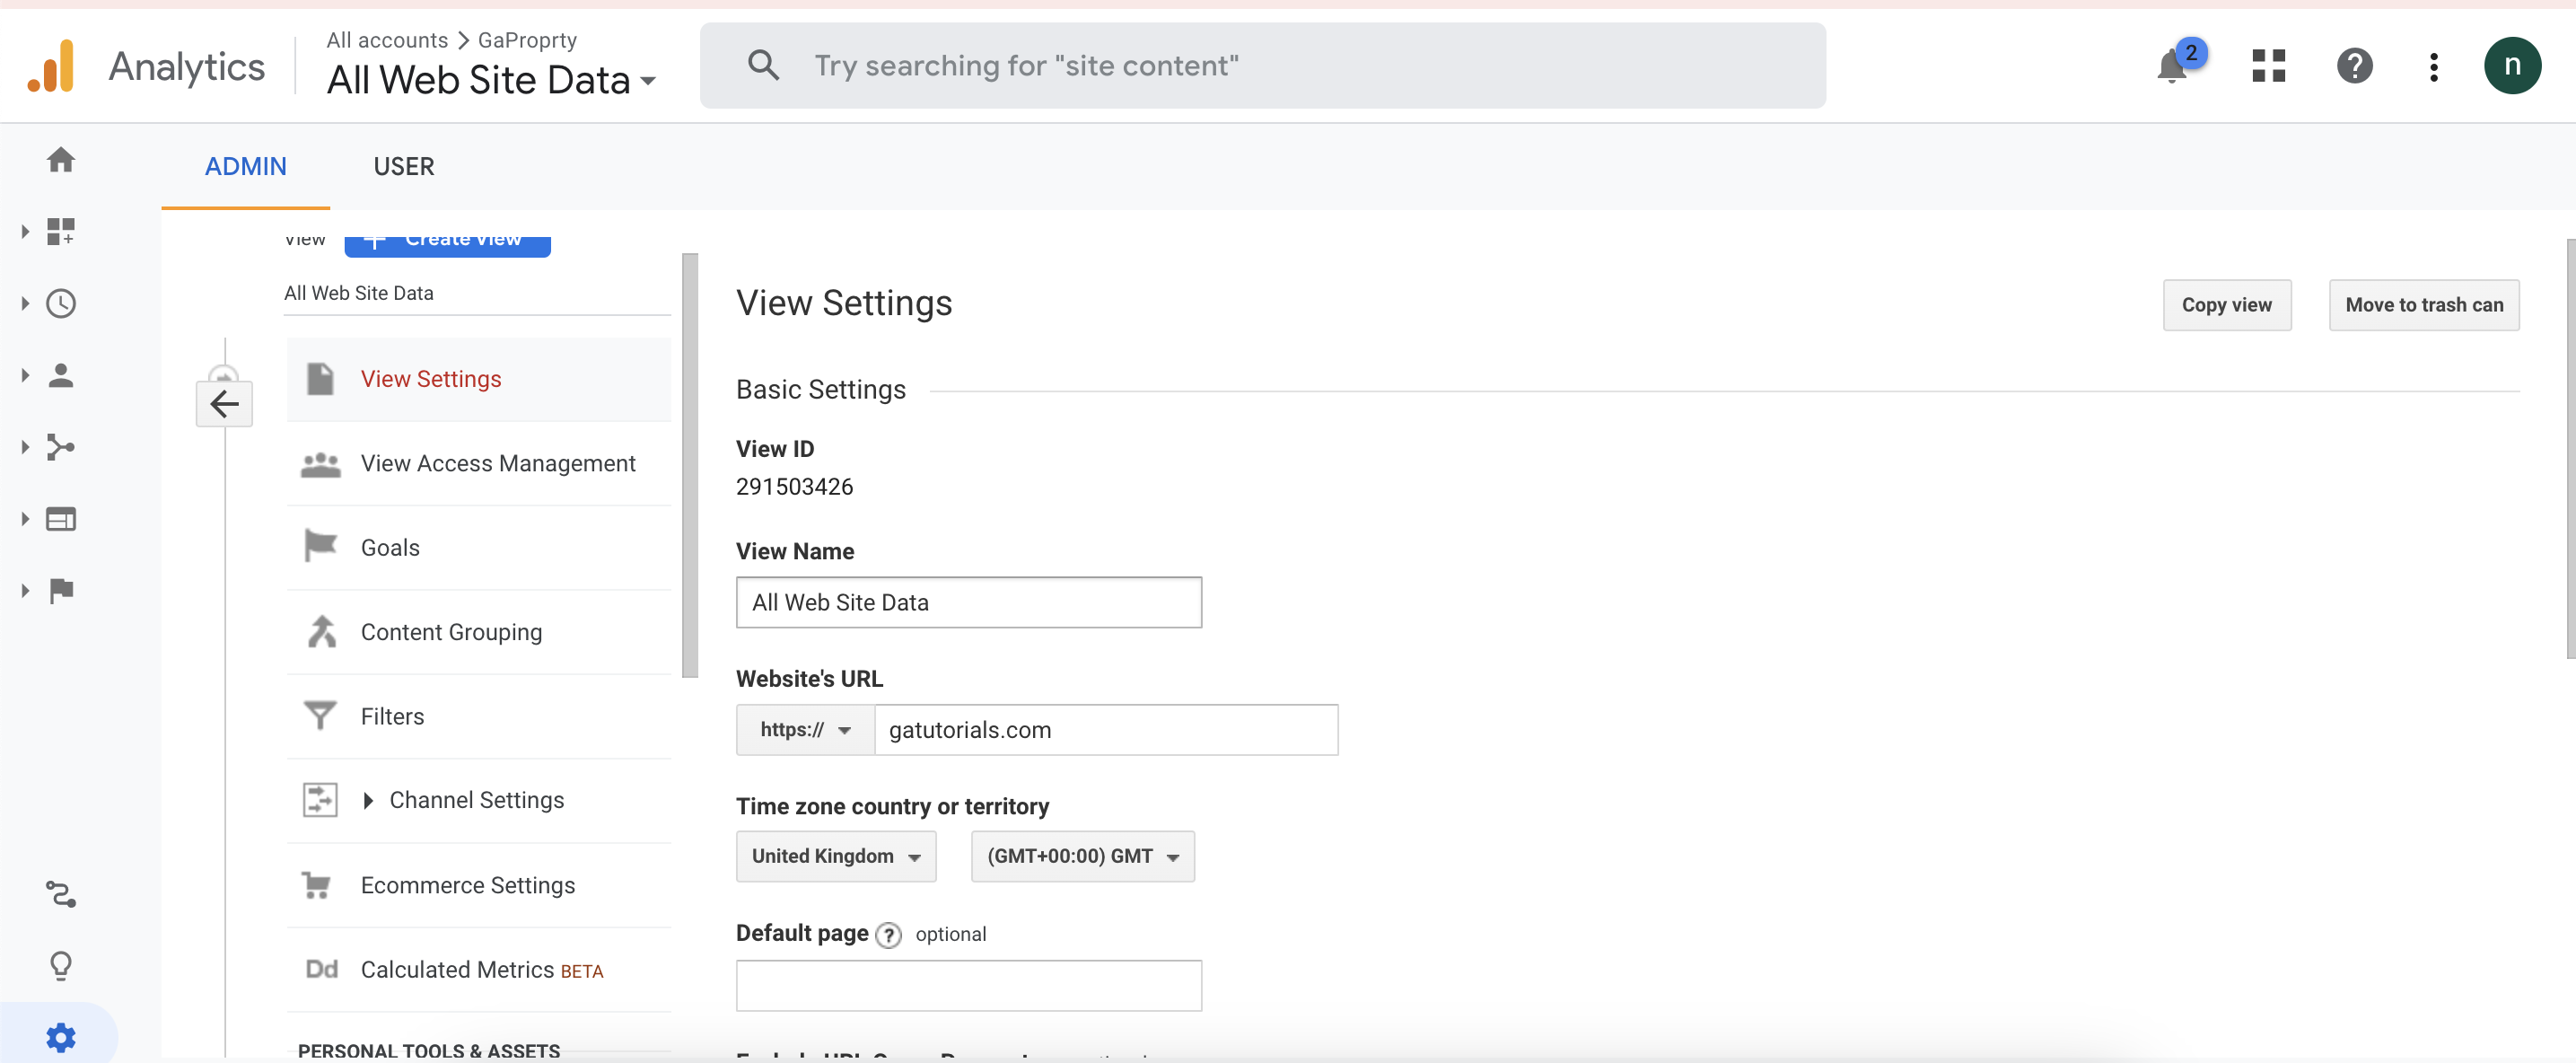 Analytics
All accounts > GaProprty
All Web Site Data
Try searching for "site content"
2
n
ADMIN
USER
View
Create View
All Web Site Data
View Settings
View Access Management
Goals
Content Grouping
Filters
Channel Settings
Ecommerce Settings
Dd Calculated Metrics BETA
PERSONAL TOOLS & ASSETS
View Settings
Copy view
Move to trash can
Basic Settings
View ID
291503426
View Name
All Web Site Data
Website's URL
https:// gatutorials.com
Time zone country or territory
United Kingdom (GMT+00:00) GMT
Default page ? optional